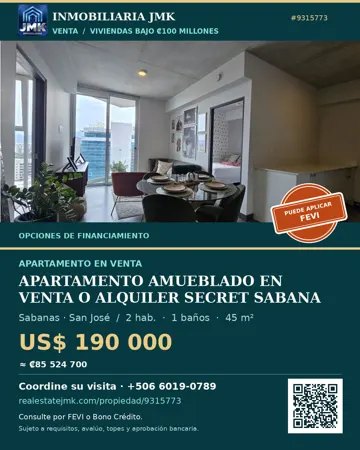 INMOBILIARIA JMK
#9315773
VENTA / VIVIENDAS BAJO ₡100 MILLONES
JMK
PUEDE APLICAR
FEVI
OPCIONES DE FINANCIAMIENTO
APARTAMENTO EN VENTA
APARTAMENTO AMUEBLADO EN
VENTA O ALQUILER SECRET SABANA
Sabanas · San José / 2 hab. · 1 baños · 45 m²
US$ 190 000
≈ ₡85 524 700
Coordine su visita · +506 6019-0789
realestatejmk.com/propiedad/9315773
Consulte por FEVI o Bono Crédito.
Sujeto a requisitos, avalúo, topes y aprobación bancaria.